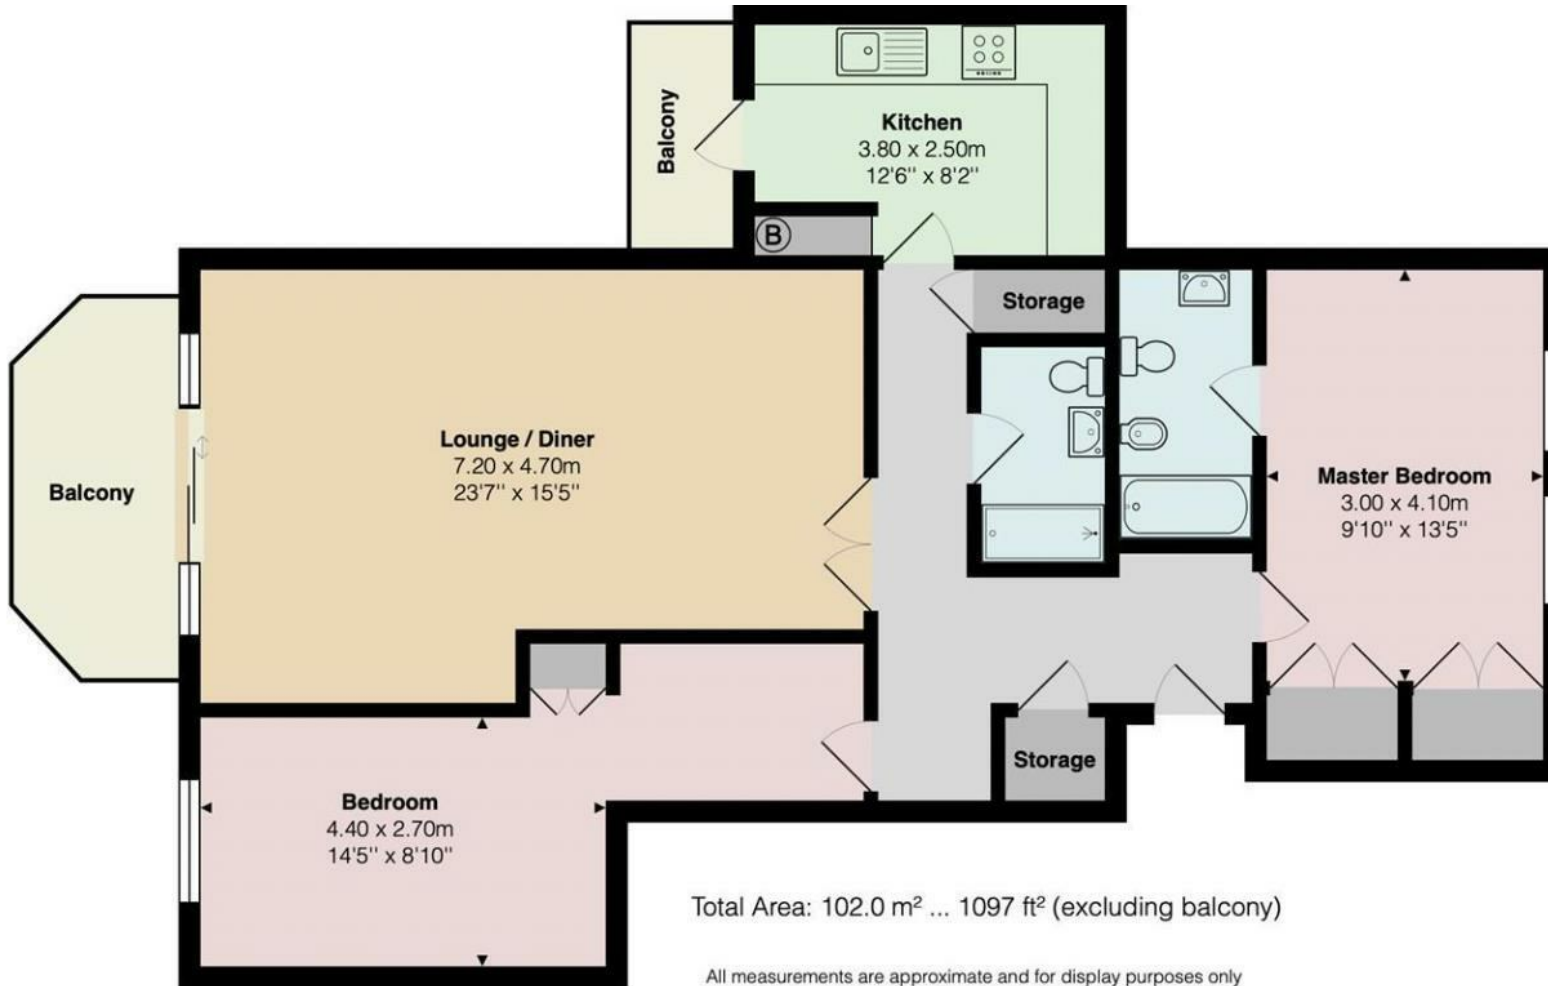 Balcony
Kitchen
3.80 x 2.50m
12'6'' x 8'2''
B
Storage
Lounge / Diner
7.20 x 4.70m
23'7'' x 15'5''
Balcony
Master Bedroom
3.00 x 4.10m
9'10'' x 13'5''
Storage
Bedroom
4.40 x 2.70m
14'5'' x 8'10''
Total Area: 102.0 m² ... 1097 ft² (excluding balcony)
All measurements are approximate and for display purposes only